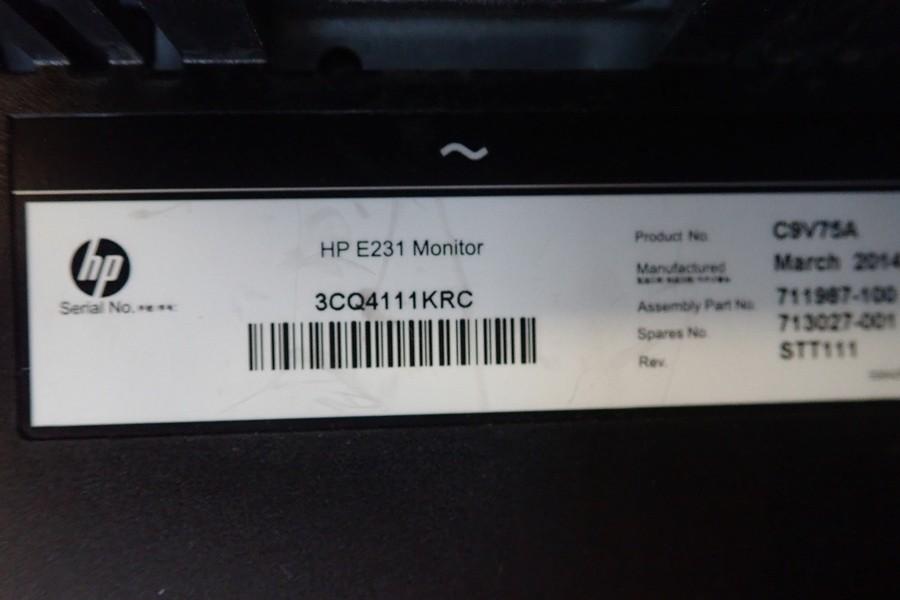 ~
hp
HP E231 Monitor
Serial No.
3CQ4111KRC
Product No. C9V75A
Manufactured March 2014
Assembly Part No. 711987-100
Spares No. 713027-001
Rev. STT111